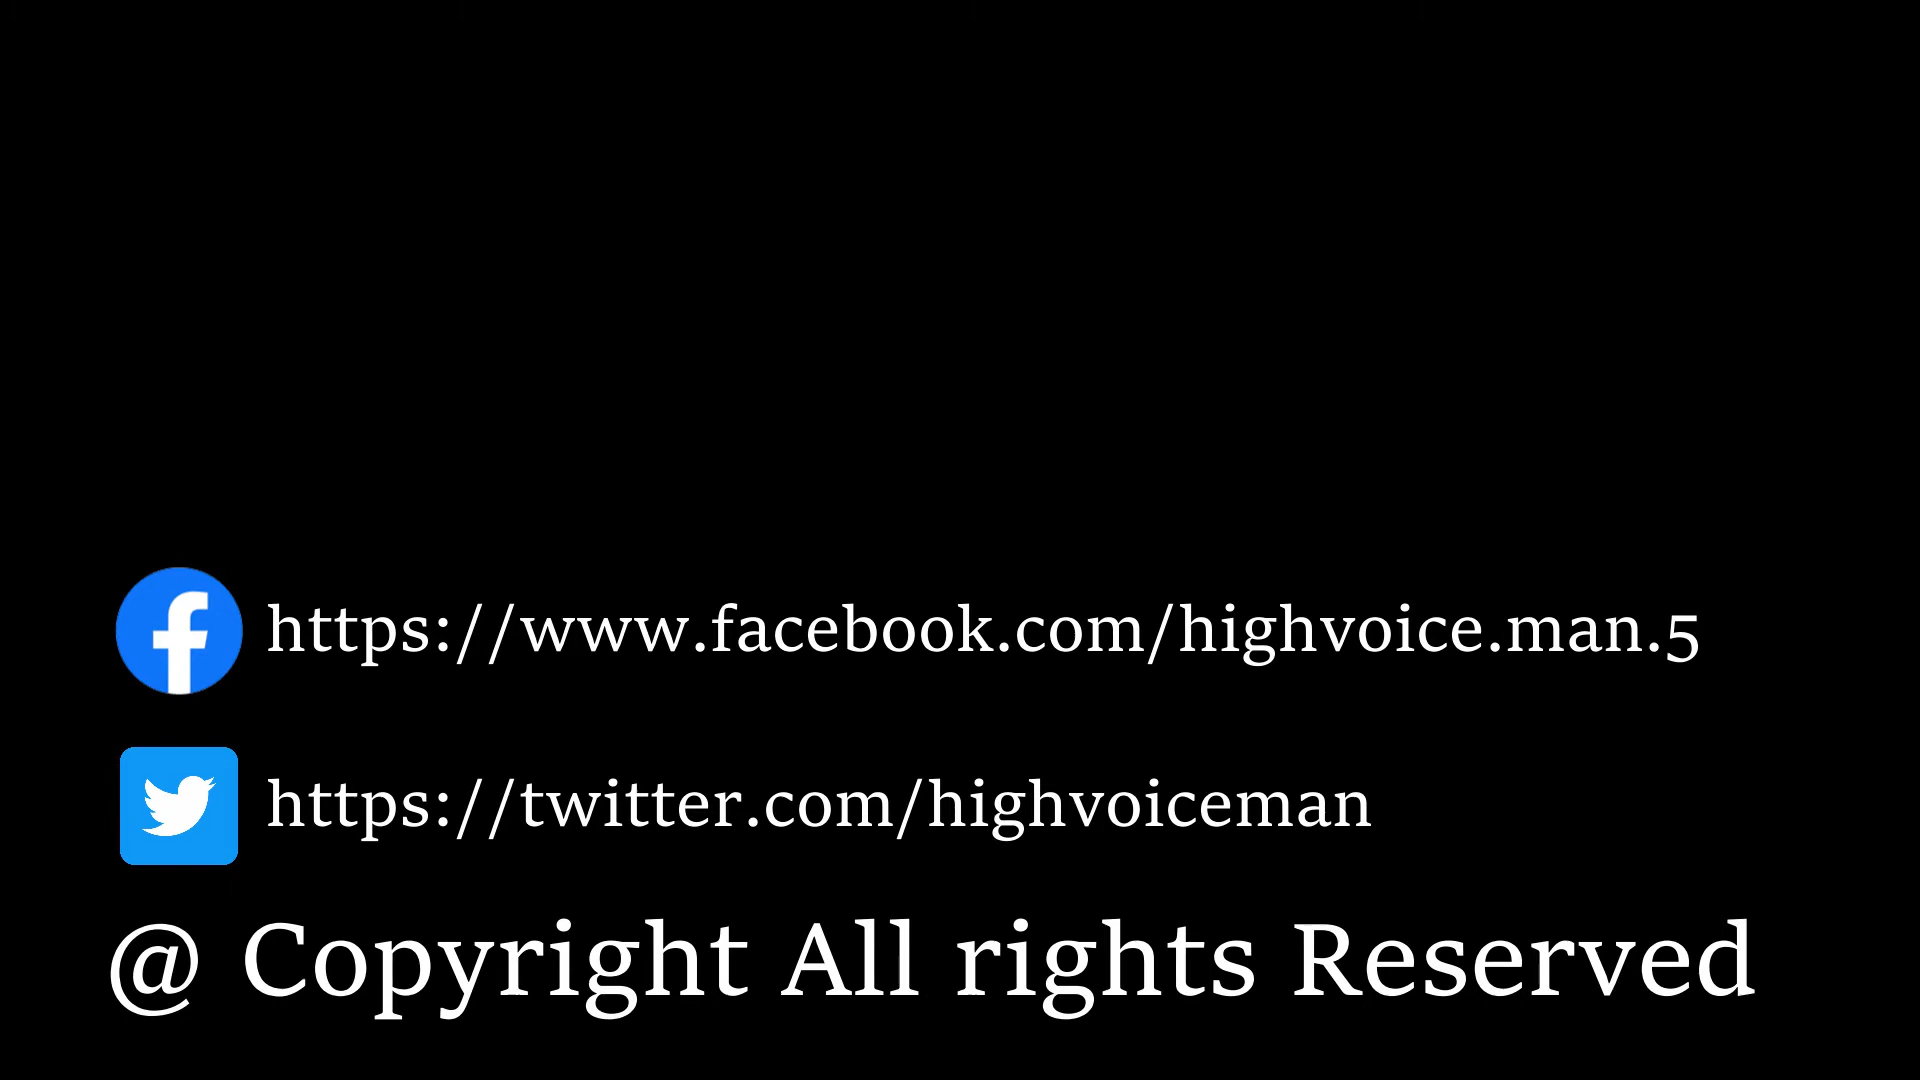 https://www.facebook.com/highvoice.man.5
https://twitter.com/highvoiceman
@ Copyright All rights Reserved